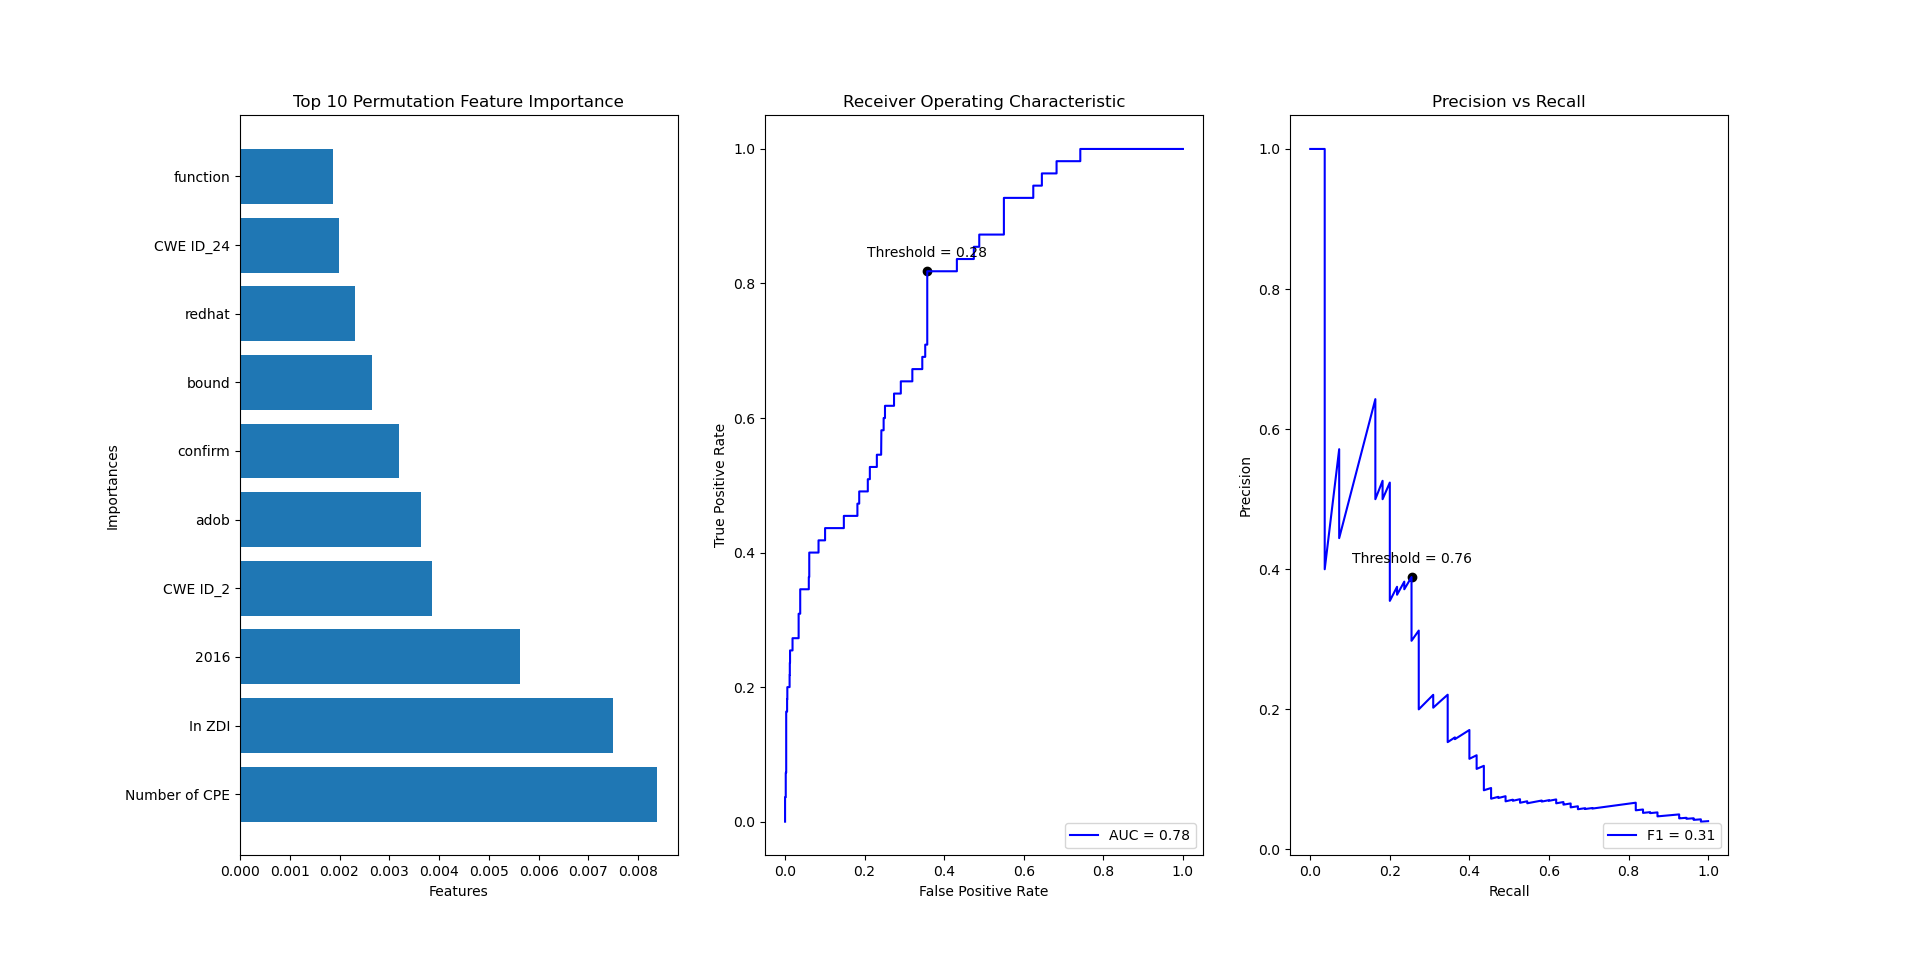 Top 10 Permutation Feature Importance
function
CWE ID_24
redhat
bound
confirm
adob
CWE ID_2
2016
In ZDI
Number of CPE
Importances
0.000 0.001 0.002 0.003 0.004 0.005 0.006 0.007 0.008
Features
Receiver Operating Characteristic
1.0
0.8
0.6
0.4
0.2
0.0
True Positive Rate
Threshold = 0.28
AUC = 0.78
0.0 0.2 0.4 0.6 0.8 1.0
False Positive Rate
Precision vs Recall
1.0
0.8
0.6
0.4
0.2
0.0
Precision
Threshold = 0.76
F1 = 0.31
0.0 0.2 0.4 0.6 0.8 1.0
Recall